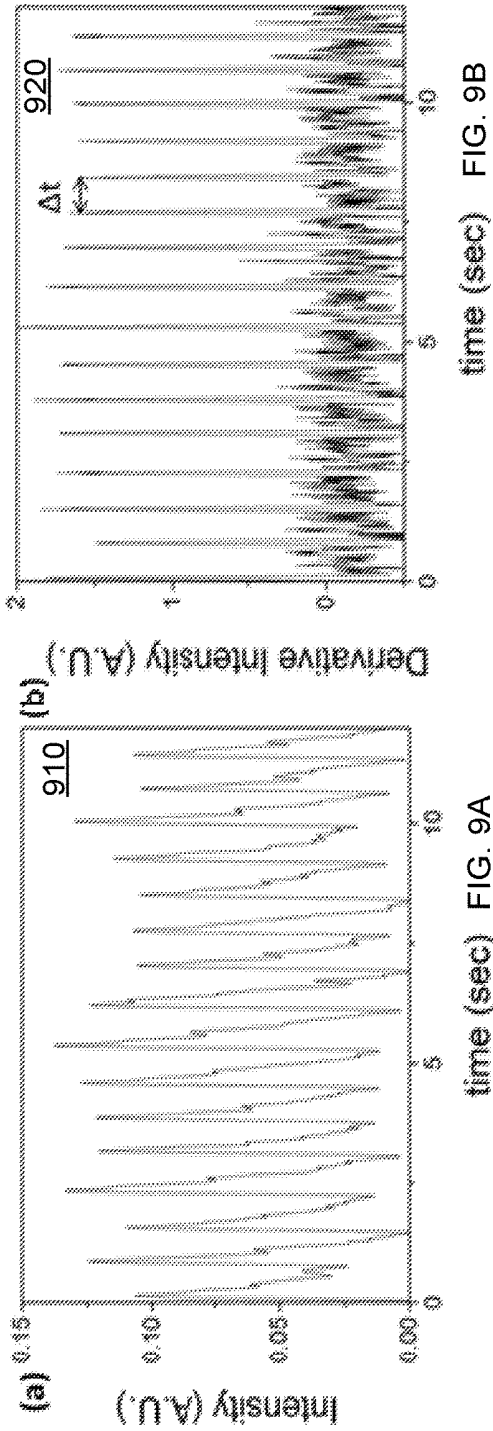 (a)
910
Intensity (A.U.)
0.15
0.10
0.05
0.00
0
5
10
time (sec)
FIG. 9A
(b)
920
Δt
Derivative Intensity (A.U.)
2
1
0
0
5
10
time (sec)
FIG. 9B